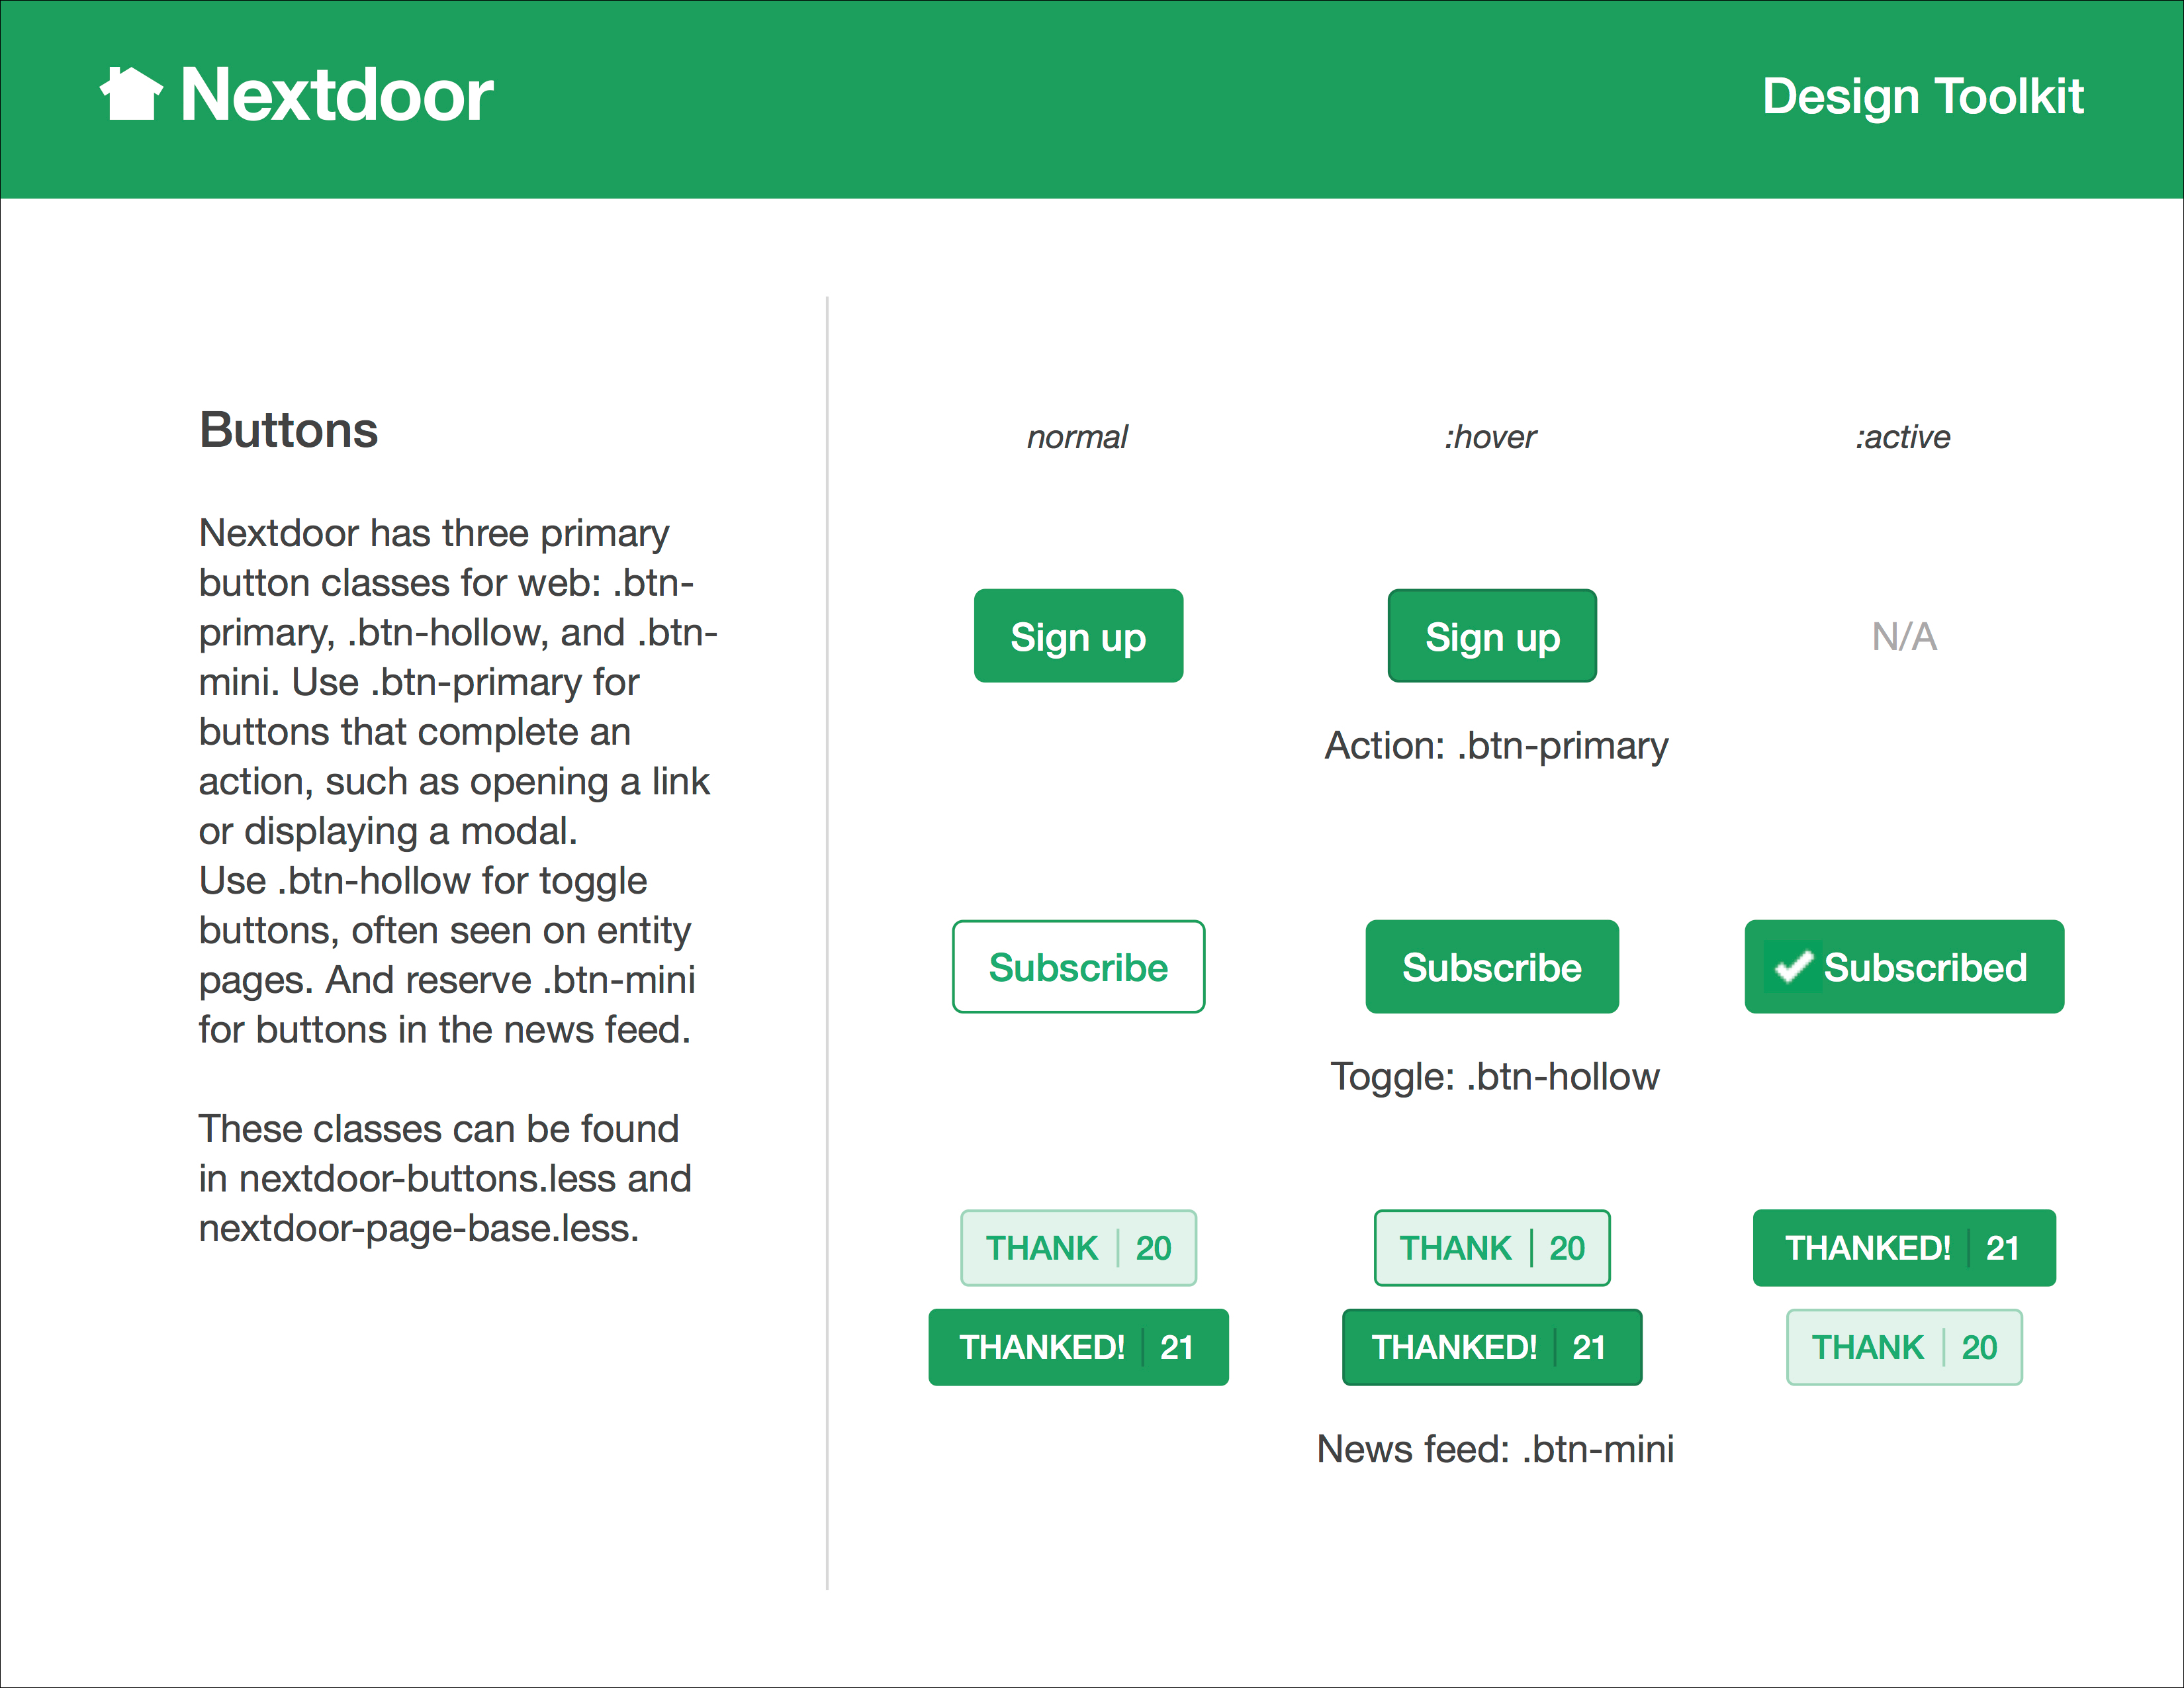 Nextdoor
Design Toolkit
Buttons
Nextdoor has three primary
button classes for web: .btn-
primary, .btn-hollow, and .btn-
mini. Use .btn-primary for
buttons that complete an
action, such as opening a link
or displaying a modal.
Use .btn-hollow for toggle
buttons, often seen on entity
pages. And reserve .btn-mini
for buttons in the news feed.
These classes can be found
in nextdoor-buttons.less and
nextdoor-page-base.less.
normal
:hover
:active
Sign up
Sign up
N/A
Action: .btn-primary
Subscribe
Subscribe
Subscribed
Toggle: .btn-hollow
THANK 20
THANK 20
THANKED! 21
THANKED! 21
THANKED! 21
THANK 20
News feed: .btn-mini